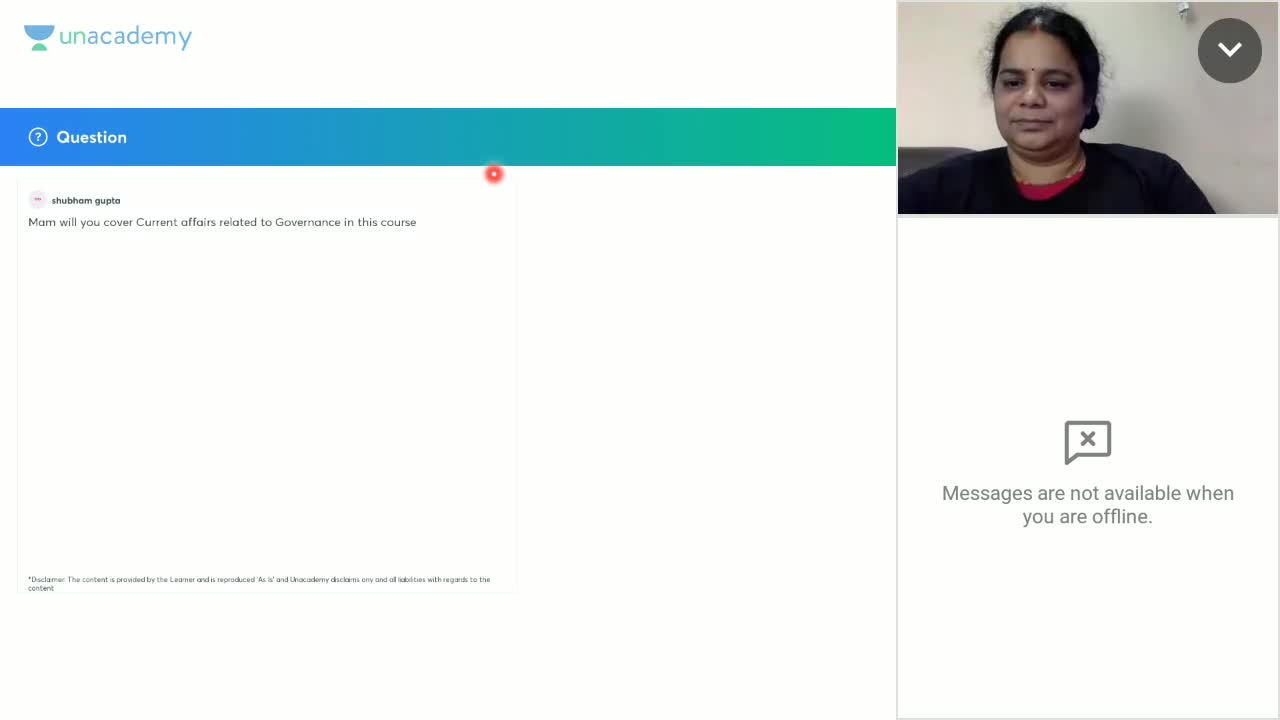 unacademy
Question
shubham gupta
Mam will you cover Current affairs related to Governance in this course
*Disclaimer: The content is provided by the Learner and is reproduced 'As Is' and Unacademy disclaims any and all liabilities with regards to the
content
Messages are not available when
you are offline.